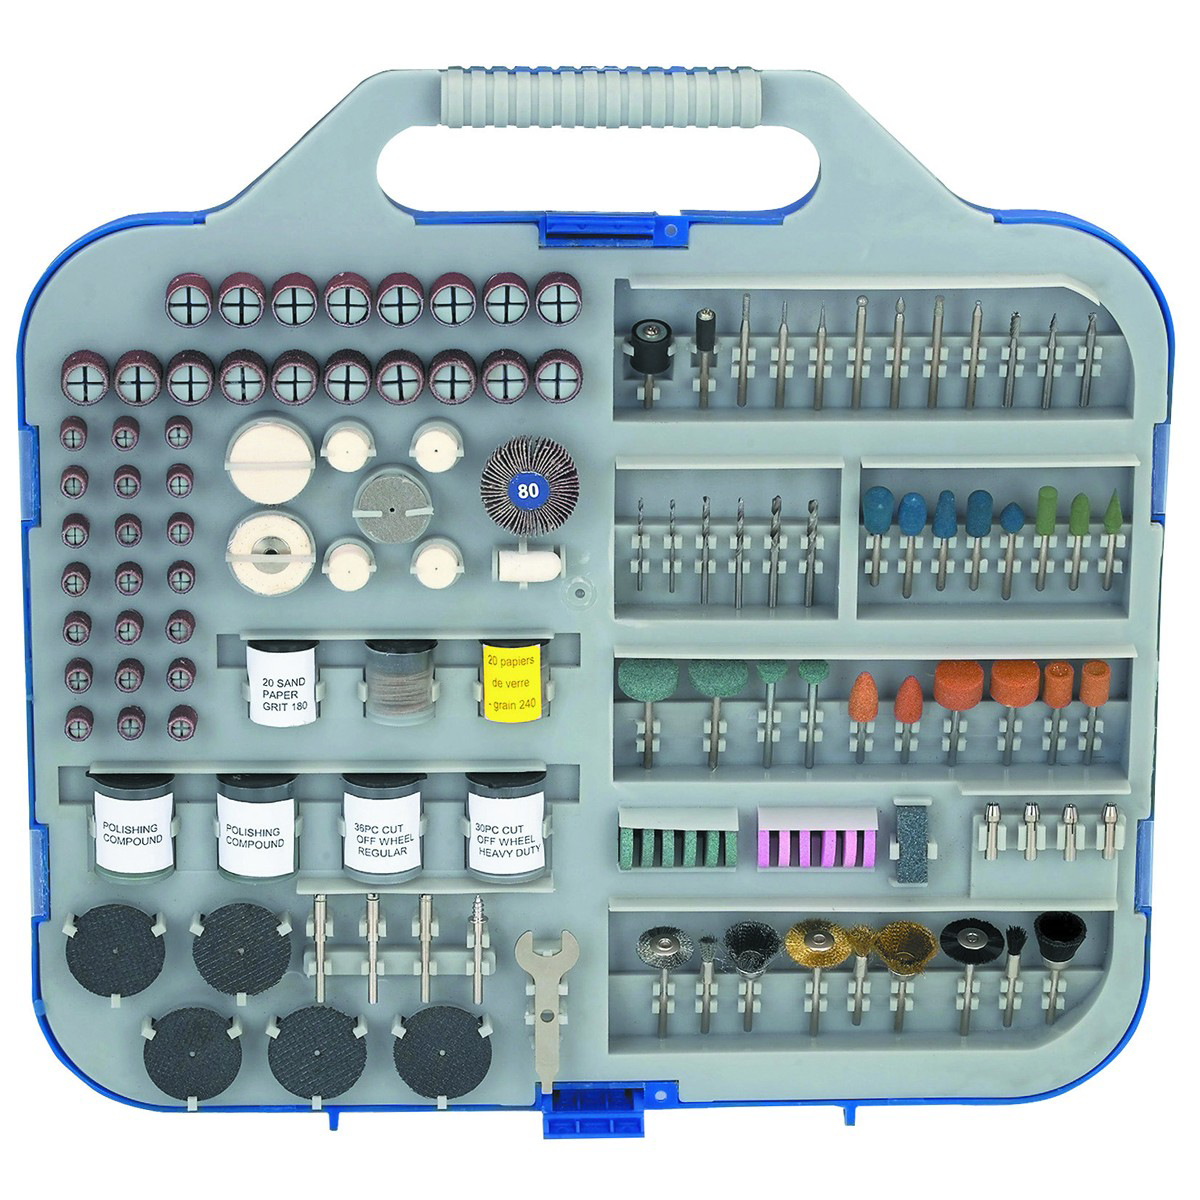 80
20 SAND
PAPER
GRIT 180
20 papiers
de verre
- grain 240
POLISHING
COMPOUND
POLISHING
COMPOUND
36PC CUT
OFF WHEEL
REGULAR
30PC CUT
OFF WHEEL
HEAVY DUTY